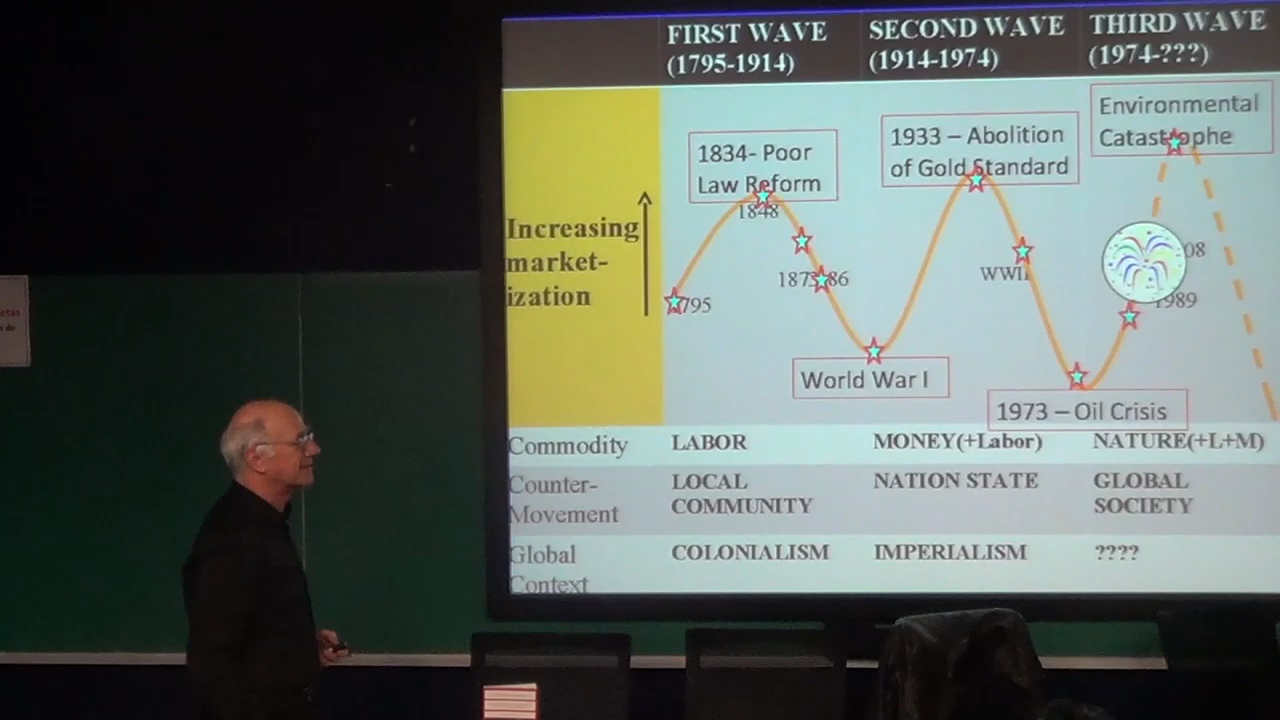 FIRST WAVE
(1795-1914)
SECOND WAVE
(1914-1974)
THIRD WAVE
(1974-???)
Increasing
market-
ization
1834- Poor
Law Reform
1848
1873-86
1795
World War I
1933 – Abolition
of Gold Standard
WWII
1973 – Oil Crisis
Environmental
Catastrophe
08
1989
Commodity
LABOR
MONEY(+Labor)
NATURE(+L+M)
Counter-
Movement
LOCAL
COMMUNITY
NATION STATE
GLOBAL
SOCIETY
Global
Context
COLONIALISM
IMPERIALISM
????
de